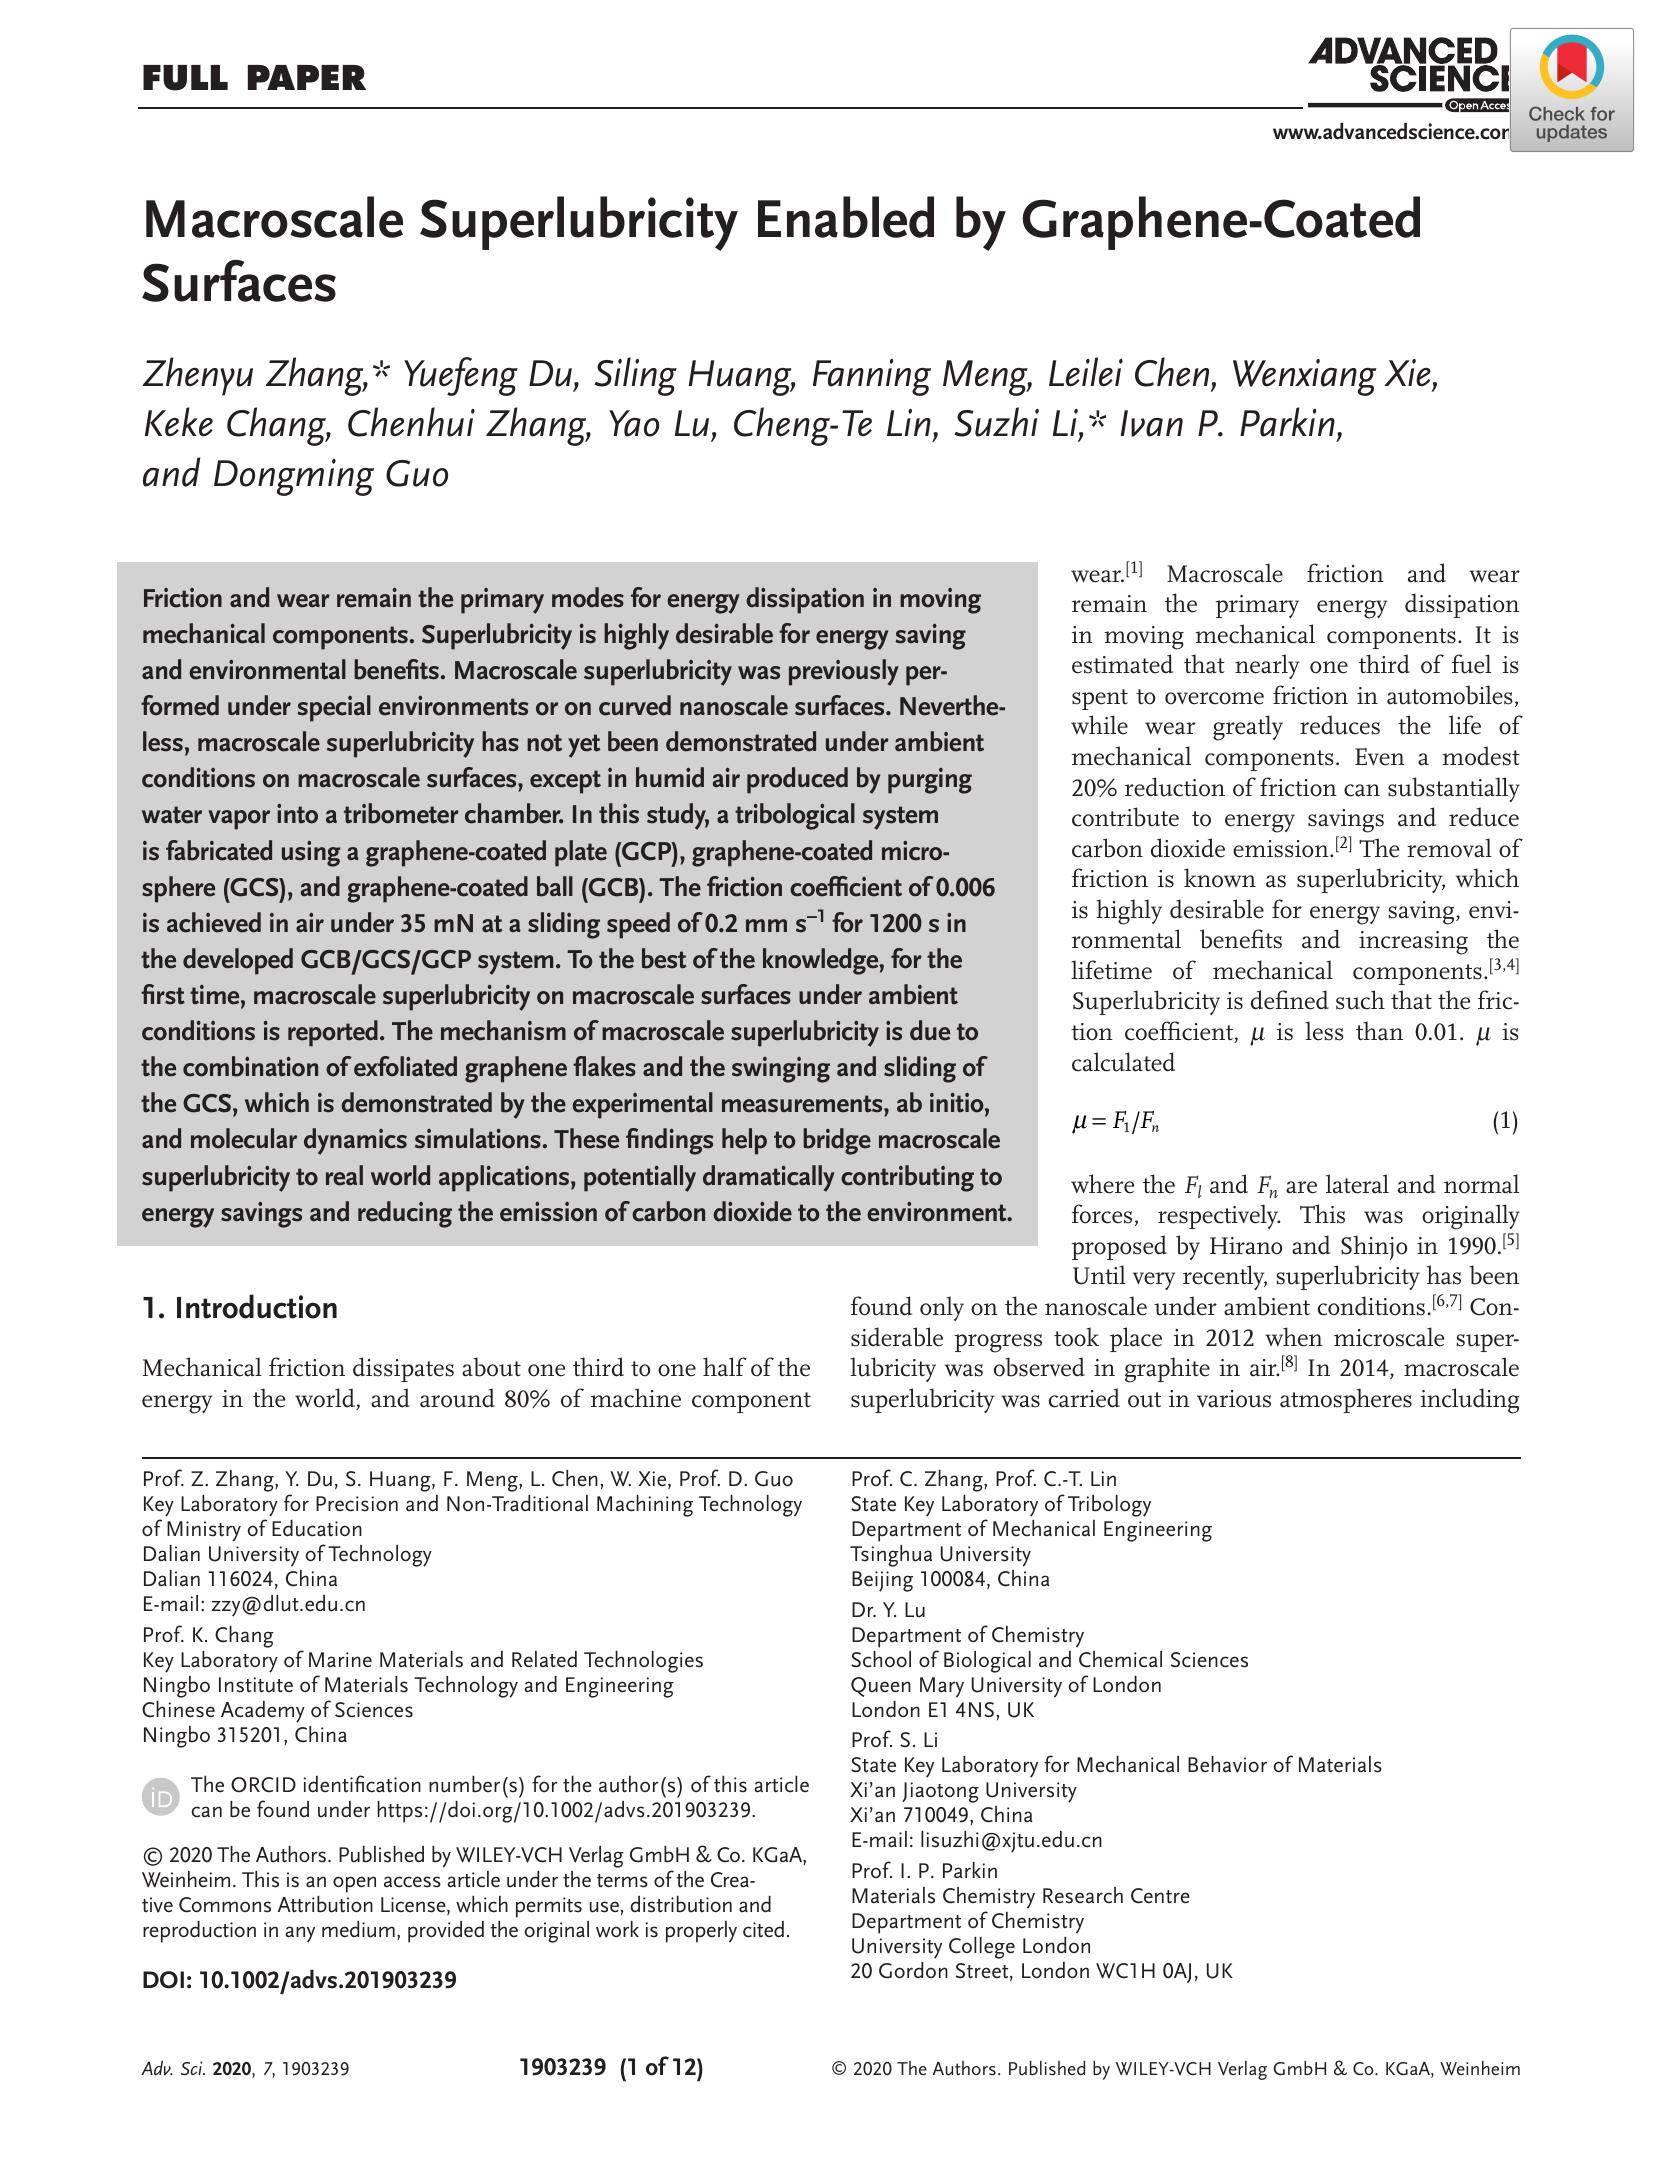 FULL PAPER
ADVANCED
SCIENCE
Open Acces
www.advancedscience.com
Check for
updates
Macroscale Superlubricity Enabled by Graphene-Coated
Surfaces
Zhenyu Zhang,* Yuefeng Du, Siling Huang, Fanning Meng, Leilei Chen, Wenxiang Xie,
Keke Chang, Chenhui Zhang, Yao Lu, Cheng-Te Lin, Suzhi Li,* Ivan P. Parkin,
and Dongming Guo
Friction and wear remain the primary modes for energy dissipation in moving
mechanical components. Superlubricity is highly desirable for energy saving
and environmental benefits. Macroscale superlubricity was previously per-
formed under special environments or on curved nanoscale surfaces. Neverthe-
less, macroscale superlubricity has not yet been demonstrated under ambient
conditions on macroscale surfaces, except in humid air produced by purging
water vapor into a tribometer chamber. In this study, a tribological system
is fabricated using a graphene-coated plate (GCP), graphene-coated micro-
sphere (GCS), and graphene-coated ball (GCB). The friction coefficient of 0.006
is achieved in air under 35 mN at a sliding speed of 0.2 mm s⁻¹ for 1200 s in
the developed GCB/GCS/GCP system. To the best of the knowledge, for the
first time, macroscale superlubricity on macroscale surfaces under ambient
conditions is reported. The mechanism of macroscale superlubricity is due to
the combination of exfoliated graphene flakes and the swinging and sliding of
the GCS, which is demonstrated by the experimental measurements, ab initio,
and molecular dynamics simulations. These findings help to bridge macroscale
superlubricity to real world applications, potentially dramatically contributing to
energy savings and reducing the emission of carbon dioxide to the environment.
1. Introduction
Mechanical friction dissipates about one third to one half of the
energy in the world, and around 80% of machine component
wear.[1] Macroscale friction and wear
remain the primary energy dissipation
in moving mechanical components. It is
estimated that nearly one third of fuel is
spent to overcome friction in automobiles,
while wear greatly reduces the life of
mechanical components. Even a modest
20% reduction of friction can substantially
contribute to energy savings and reduce
carbon dioxide emission.[2] The removal of
friction is known as superlubricity, which
is highly desirable for energy saving, envi-
ronmental benefits and increasing the
lifetime of mechanical components.[3,4]
Superlubricity is defined such that the fric-
tion coefficient, μ is less than 0.01. μ is
calculated
μ = F₁/Fₙ (1)
where the Fₗ and Fₙ are lateral and normal
forces, respectively. This was originally
proposed by Hirano and Shinjo in 1990.[5]
Until very recently, superlubricity has been
found only on the nanoscale under ambient conditions.[6,7] Con-
siderable progress took place in 2012 when microscale super-
lubricity was observed in graphite in air.[8] In 2014, macroscale
superlubricity was carried out in various atmospheres including
Prof. Z. Zhang, Y. Du, S. Huang, F. Meng, L. Chen, W. Xie, Prof. D. Guo
Key Laboratory for Precision and Non-Traditional Machining Technology
of Ministry of Education
Dalian University of Technology
Dalian 116024, China
E-mail: zzy@dlut.edu.cn
Prof. K. Chang
Key Laboratory of Marine Materials and Related Technologies
Ningbo Institute of Materials Technology and Engineering
Chinese Academy of Sciences
Ningbo 315201, China
iD
The ORCID identification number(s) for the author(s) of this article
can be found under https://doi.org/10.1002/advs.201903239.
© 2020 The Authors. Published by WILEY-VCH Verlag GmbH & Co. KGaA,
Weinheim. This is an open access article under the terms of the Crea-
tive Commons Attribution License, which permits use, distribution and
reproduction in any medium, provided the original work is properly cited.
DOI: 10.1002/advs.201903239
Prof. C. Zhang, Prof. C.-T. Lin
State Key Laboratory of Tribology
Department of Mechanical Engineering
Tsinghua University
Beijing 100084, China
Dr. Y. Lu
Department of Chemistry
School of Biological and Chemical Sciences
Queen Mary University of London
London E1 4NS, UK
Prof. S. Li
State Key Laboratory for Mechanical Behavior of Materials
Xi'an Jiaotong University
Xi'an 710049, China
E-mail: lisuzhi@xjtu.edu.cn
Prof. I. P. Parkin
Materials Chemistry Research Centre
Department of Chemistry
University College London
20 Gordon Street, London WC1H 0AJ, UK
Adv. Sci. 2020, 7, 1903239
1903239 (1 of 12)
© 2020 The Authors. Published by WILEY-VCH Verlag GmbH & Co. KGaA, Weinheim